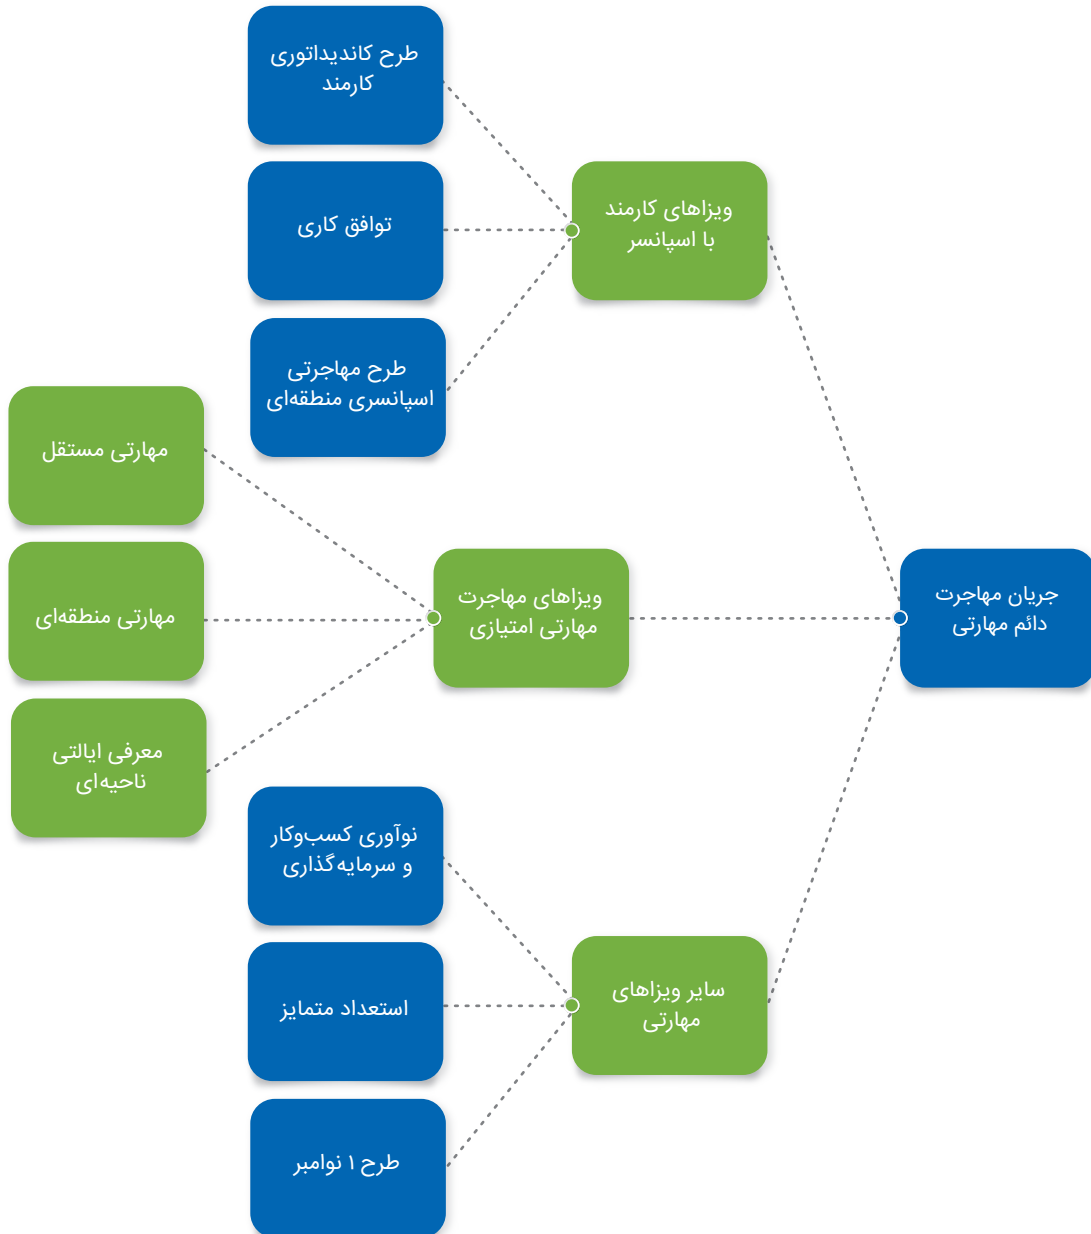 جریان مهاجرت
دائم مهارتی
ویزاهای کارمند
با اسپانسر
طرح کاندیداتوری
کارمند
توافق کاری
طرح مهاجرتی
اسپانسری منطقه‌ای
ویزاهای مهاجرت
مهارتی امتیازی
مهارتی مستقل
مهارتی منطقه‌ای
معرفی ایالتی
ناحیه‌ای
سایر ویزاهای
مهارتی
نوآوری کسب‌وکار
و سرمایه‌گذاری
استعداد متمایز
طرح ۱ نوامبر